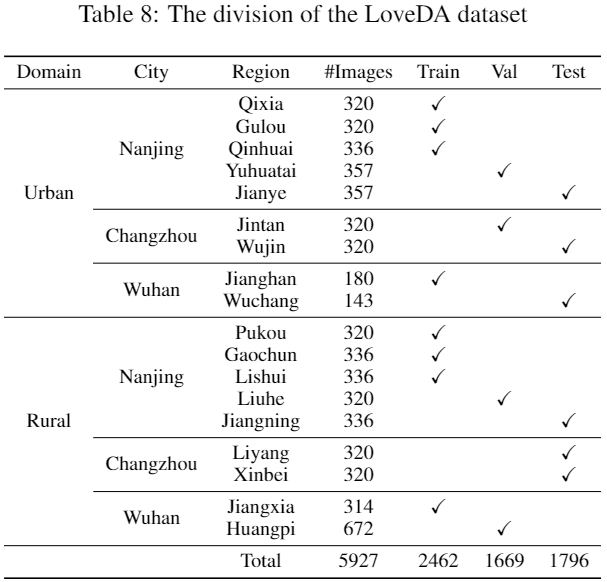 Table 8: The division of the LoveDA dataset
Domain City Region #Images Train Val Test
Qixia 320 ✓
Gulou 320 ✓
Nanjing Qinhuai 336 ✓
Yuhuatai 357 ✓
Urban Jianye 357 ✓
Changzhou Jintan 320 ✓
Wujin 320 ✓
Wuhan Jianghan 180 ✓
Wuchang 143 ✓
Pukou 320 ✓
Gaochun 336 ✓
Nanjing Lishui 336 ✓
Liuhe 320 ✓
Rural Jiangning 336 ✓
Changzhou Liyang 320 ✓
Xinbei 320 ✓
Wuhan Jiangxia 314 ✓
Huangpi 672 ✓
Total 5927 2462 1669 1796